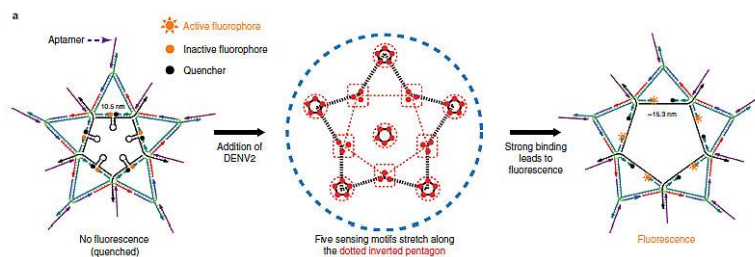 a
Active fluorophore
Aptamer
Inactive fluorophore
Quencher
10.5 nm
Addition of
DENV2
No fluorescence
(quenched)
Five sensing motifs stretch along
the dotted inverted pentagon
Strong binding
leads to
fluorescence
~15.3 nm
Fluorescence